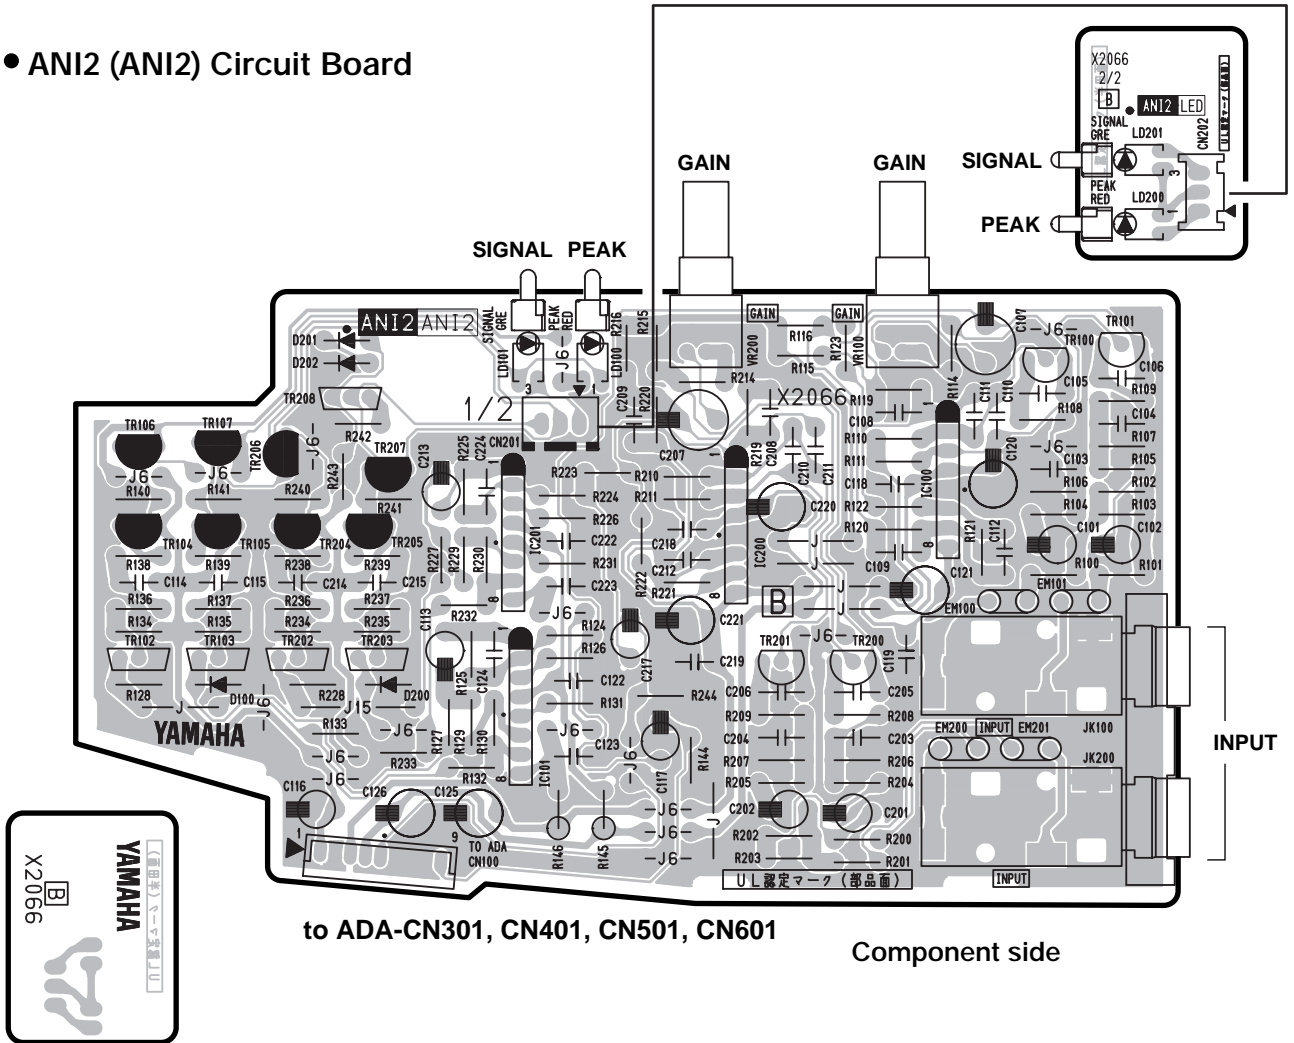 • ANI2 (ANI2) Circuit Board
X2066
2/2
B
ANI2 LED
SIGNAL
GRE
LD201
CN202
3
PEAK
RED
LD200
1
SIGNAL
PEAK
GAIN
GAIN
SIGNAL PEAK
ANI2 ANI2
D201
D202
SIGNAL
GRE
PEAK
RED
R216
R215
LD101
J6
LD100
3
1
GAIN
GAIN
VR200
R116
R115
R123
VR100
C107
J6
TR101
TR100
R114
C106
R109
C105
R108
C111
C110
C104
R107
TR208
1/2
C209
R220
R214
X2066
R119
C108
R110
TR106
TR107
TR206
J6
R242
TR207
R243
C213
R225
C224
CN201
1
C207
1
R219
C208
C210
C211
R111
C118
IC100
1
C120
J6
C103
R105
J6
R140
J6
R141
R240
R241
R223
R210
R224
R211
C220
R122
R106
R102
R104
R103
TR104
TR105
TR204
TR205
R226
C222
C218
R120
R121
C112
C101
C102
R138
R139
R238
R239
R227
R229
R230
IC201
R231
R222
C212
IC200
J
J
C109
C121
R100
R101
C114
C115
C214
C215
C223
R221
EM101
R136
R137
R236
R237
8
8
B
J
EM100
R134
R135
R234
R235
C113
R232
J6
C221
TR102
TR103
TR202
TR203
1
R124
R126
C217
C219
TR201
J6
TR200
C119
R128
D100
R228
D200
R125
C124
C122
R244
C206
C205
J
J6
J15
R131
R209
R208
YAMAHA
R133
J6
R127
R129
R130
J6
C204
C203
EM200
INPUT
EM201
JK100
J6
R233
C123
J6
R144
R207
R206
JK200
J6
R132
8
IC101
C117
R205
R204
INPUT
C116
C126
C125
J6
J
C202
C201
1
9
TO ADA
CN100
R146
R145
J6
R202
R200
J6
R203
R201
UL認定マーク(部品面)
INPUT
YAMAHA
B
X2066
to ADA-CN301, CN401, CN501, CN601
Component side